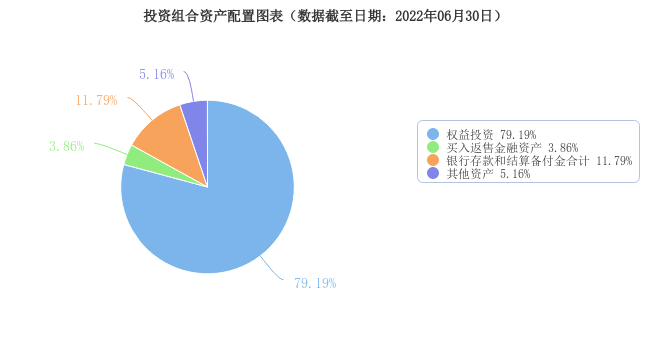 投资组合资产配置图表（数据截至日期：2022年06月30日）
5.16%
11.79%
3.86%
79.19%
权益投资 79.19%
买入返售金融资产 3.86%
银行存款和结算备付金合计 11.79%
其他资产 5.16%